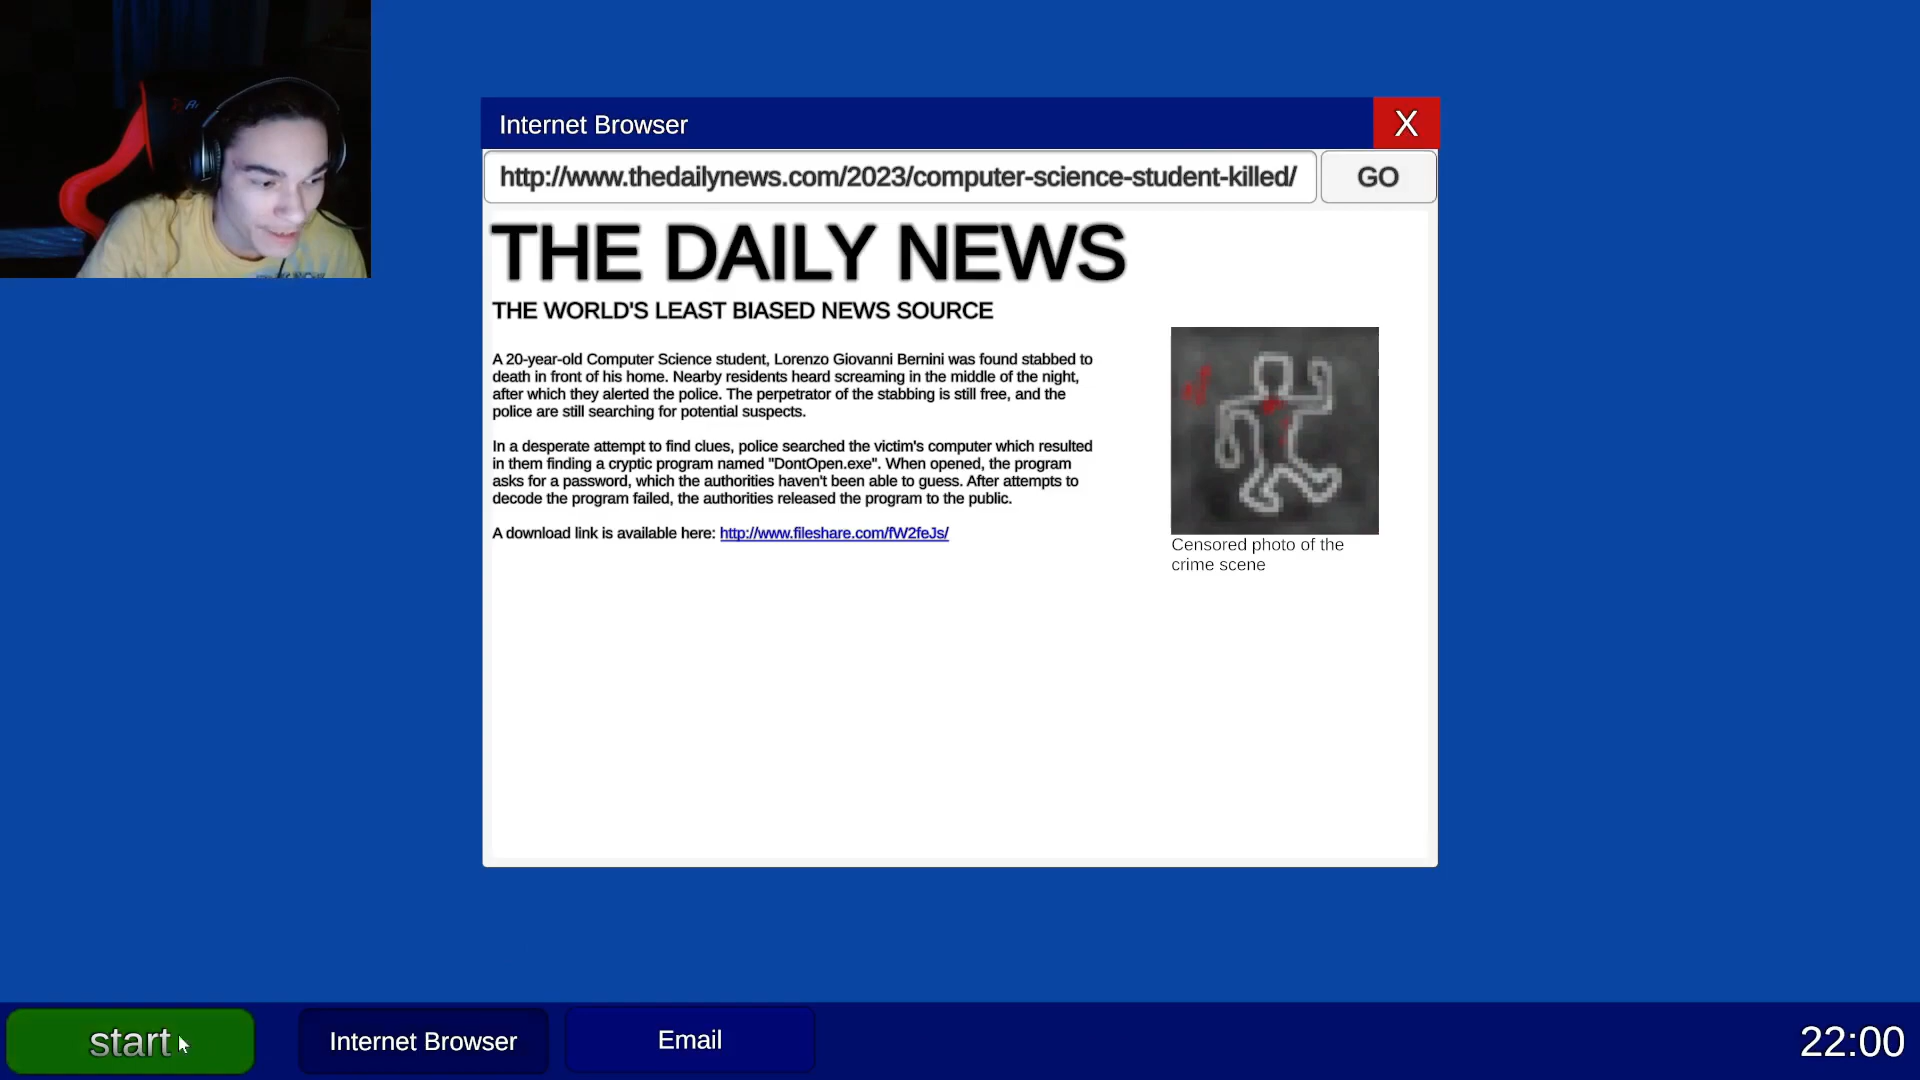 Internet Browser
X
http://www.thedailynews.com/2023/computer-science-student-killed/
GO
THE DAILY NEWS
THE WORLD'S LEAST BIASED NEWS SOURCE
A 20-year-old Computer Science student, Lorenzo Giovanni Bernini was found stabbed to
death in front of his home. Nearby residents heard screaming in the middle of the night,
after which they alerted the police. The perpetrator of the stabbing is still free, and the
police are still searching for potential suspects.
In a desperate attempt to find clues, police searched the victim's computer which resulted
in them finding a cryptic program named "DontOpen.exe". When opened, the program
asks for a password, which the authorities haven't been able to guess. After attempts to
decode the program failed, the authorities released the program to the public.
A download link is available here: http://www.fileshare.com/fW2feJs/
Censored photo of the
crime scene
start
Internet Browser
Email
22:00